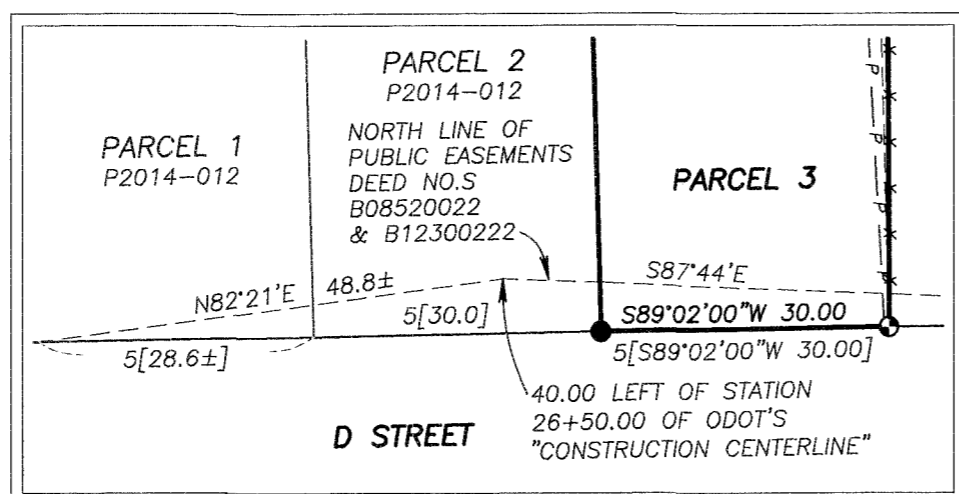 PARCEL 1
P2014-012
PARCEL 2
P2014-012
NORTH LINE OF
PUBLIC EASEMENTS
DEED NO.S
B08520022
& B12300222
PARCEL 3
P
P
P
P
N82°21'E
48.8±
S87°44'E
5[30.0]
S89°02'00"W 30.00
5[28.6±]
5[S89°02'00"W 30.00]
40.00 LEFT OF STATION
26+50.00 OF ODOT'S
"CONSTRUCTION CENTERLINE"
D STREET